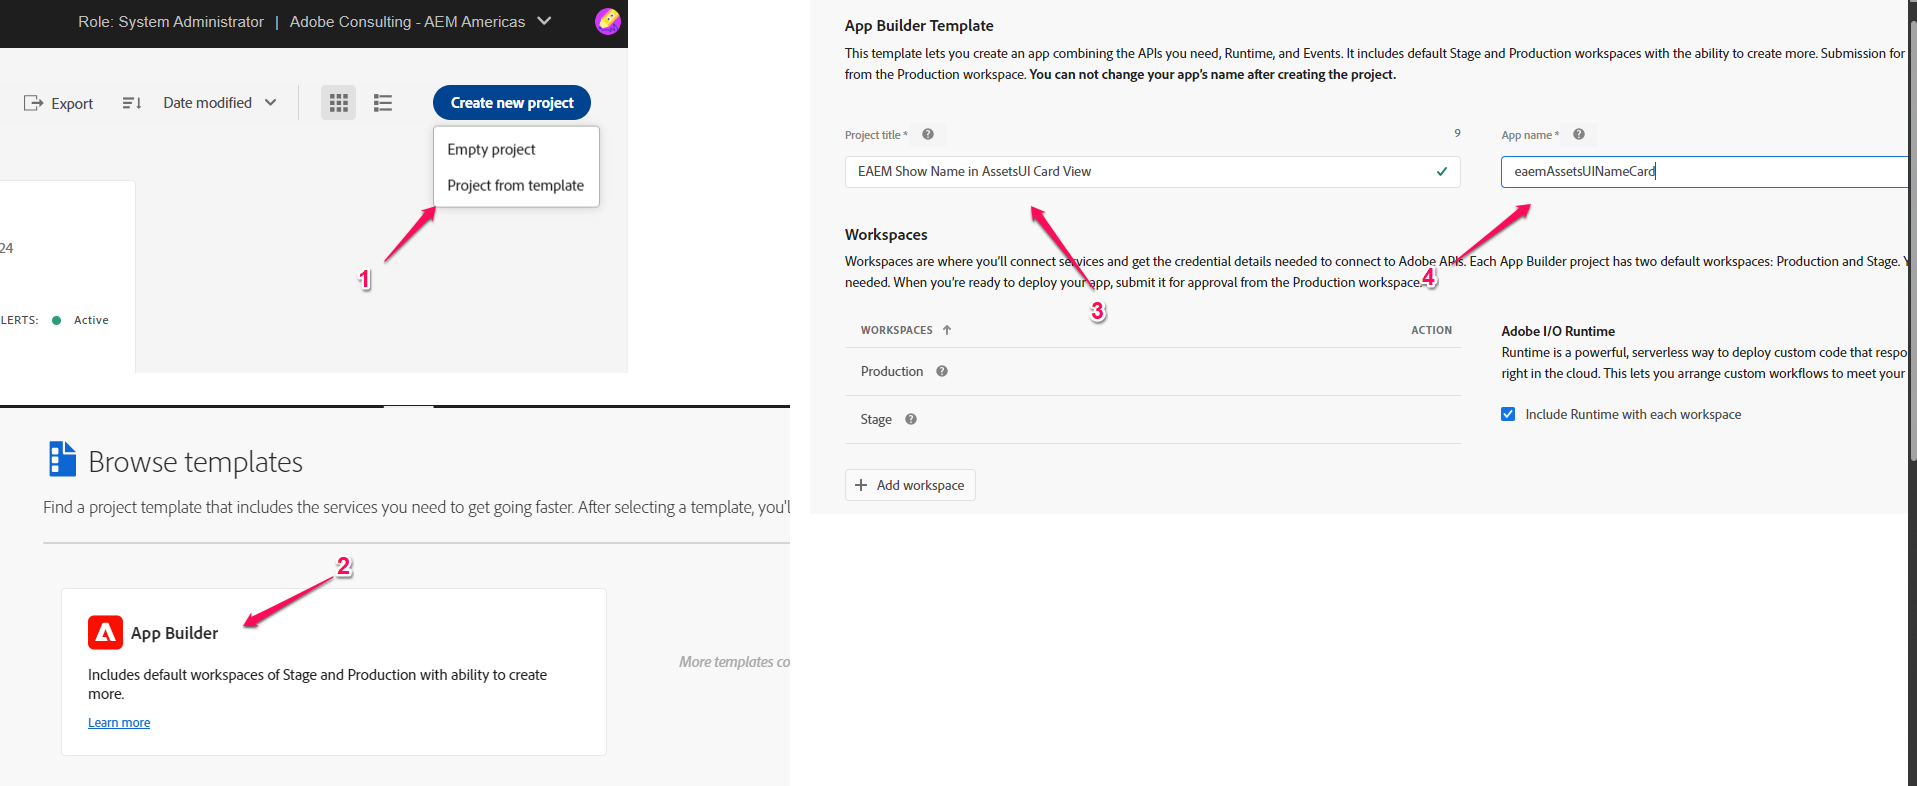 Role: System Administrator | Adobe Consulting - AEM Americas
Export
Date modified
Create new project
Empty project
Project from template
1
24
LERTS: Active
Browse templates
Find a project template that includes the services you need to get going faster. After selecting a template, you'll
2
App Builder
Includes default workspaces of Stage and Production with ability to create
more.
Learn more
More templates co
App Builder Template
This template lets you create an app combining the APIs you need, Runtime, and Events. It includes default Stage and Production workspaces with the ability to create more. Submission for
from the Production workspace. You can not change your app's name after creating the project.
Project title * 9
EAEM Show Name in AssetsUI Card View
App name *
eaemAssetsUINameCard
3
4
Workspaces
Workspaces are where you'll connect services and get the credential details needed to connect to Adobe APIs. Each App Builder project has two default workspaces: Production and Stage. Y
needed. When you're ready to deploy your app, submit it for approval from the Production workspace.
WORKSPACES ACTION
Production
Stage
Add workspace
Adobe I/O Runtime
Runtime is a powerful, serverless way to deploy custom code that respo
right in the cloud. This lets you arrange custom workflows to meet your
Include Runtime with each workspace